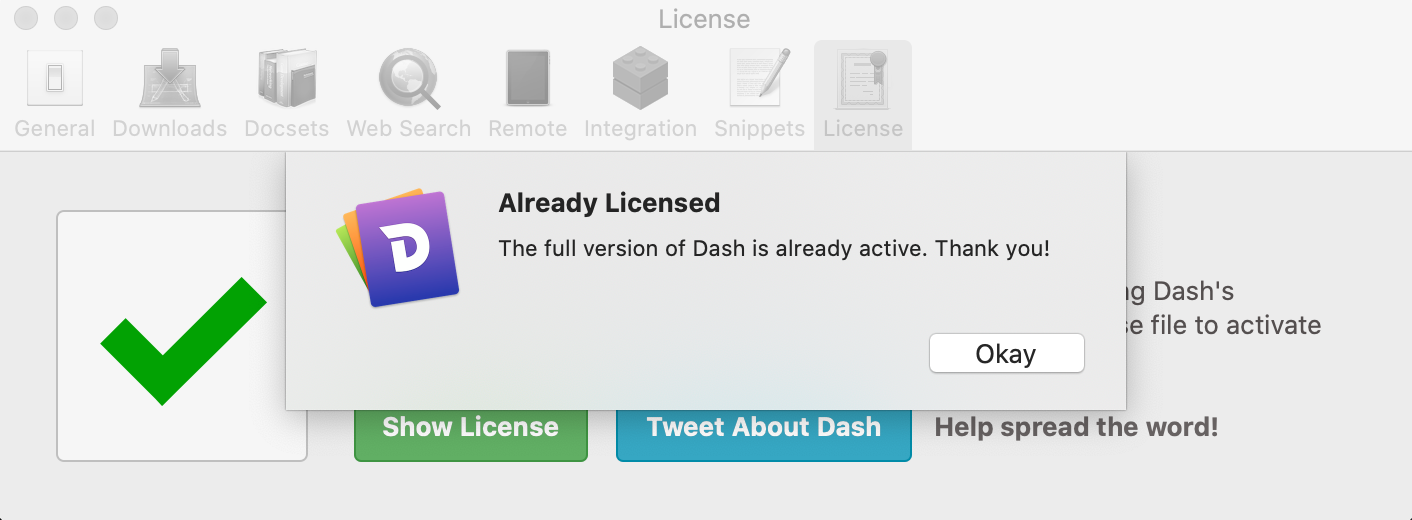 License
General Downloads Docsets Web Search Remote Integration Snippets License
Already Licensed
The full version of Dash is already active. Thank you!
Dash's
file to activate
Okay
Show License Tweet About Dash Help spread the word!